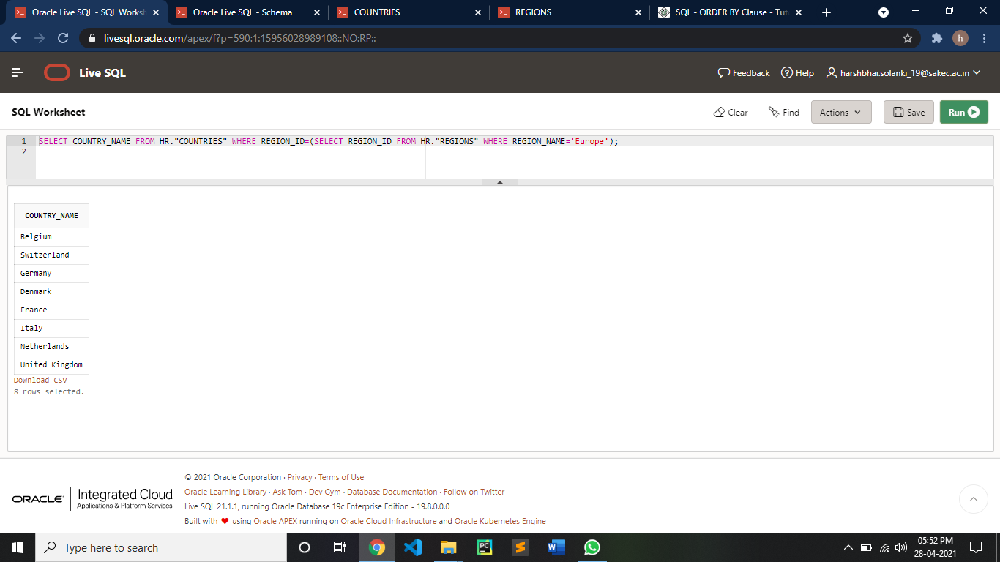 Oracle Live SQL - SQL Worksh
Oracle Live SQL - Schema
COUNTRIES
REGIONS
SQL - ORDER BY Clause - Tut
livesql.oracle.com/apex/f?p=590:1:15956028989108::NO:RP::
h
Live SQL
Feedback
Help
harshbhai.solanki_19@sakec.ac.in
SQL Worksheet
Clear
Find
Actions
Save
Run
1 SELECT COUNTRY_NAME FROM HR."COUNTRIES" WHERE REGION_ID=(SELECT REGION_ID FROM HR."REGIONS" WHERE REGION_NAME='Europe');
2
COUNTRY_NAME
Belgium
Switzerland
Germany
Denmark
France
Italy
Netherlands
United Kingdom
Download CSV
8 rows selected.
ORACLE
Integrated Cloud
Applications & Platform Services
© 2021 Oracle Corporation · Privacy · Terms of Use
Oracle Learning Library · Ask Tom · Dev Gym · Database Documentation · Follow on Twitter
Live SQL 21.1.1, running Oracle Database 19c Enterprise Edition - 19.8.0.0.0
Built with ❤ using Oracle APEX running on Oracle Cloud Infrastructure and Oracle Kubernetes Engine
Type here to search
PC
W
05:52 PM
28-04-2021